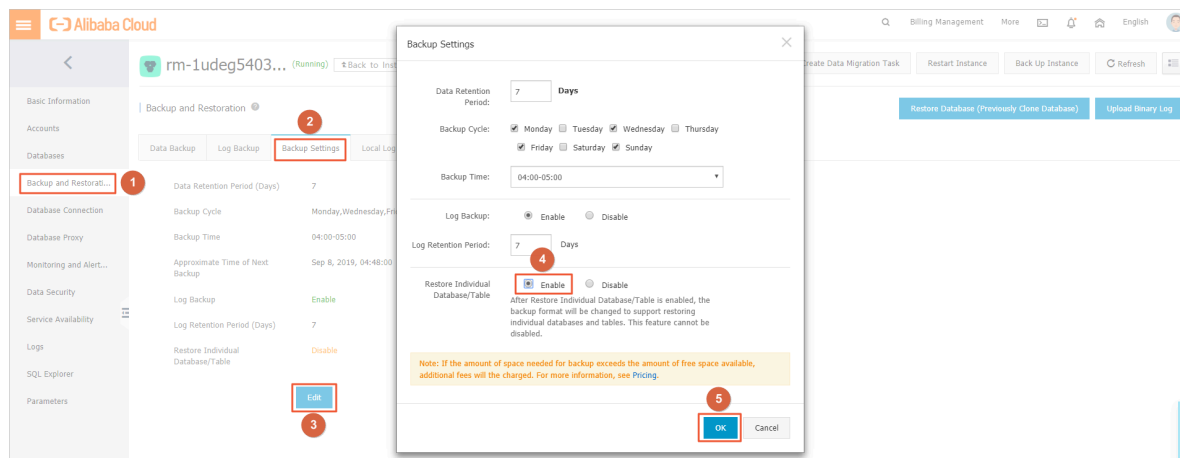 Alibaba Cloud
Billing Management More English
rm-1udeg5403... (Running) Back to Inst
Create Data Migration Task Restart Instance Back Up Instance Refresh
Basic Information
Accounts
Databases
Backup and Restorati... 1
Database Connection
Database Proxy
Monitoring and Alert...
Data Security
Service Availability
Logs
SQL Explorer
Parameters
Backup and Restoration
Restore Database (Previously Clone Database) Upload Binary Log
2
Data Backup Log Backup Backup Settings Local Log
Data Retention Period (Days) 7
Backup Cycle Monday,Wednesday,Fri
Backup Time 04:00-05:00
Approximate Time of Next Sep 8, 2019, 04:48:00
Backup
Log Backup Enable
Log Retention Period (Days) 7
Restore Individual Disable
Database/Table
Edit
3
Backup Settings
Data Retention 7 Days
Period:
Backup Cycle: Monday Tuesday Wednesday Thursday
Friday Saturday Sunday
Backup Time: 04:00-05:00
Log Backup: Enable Disable
Log Retention Period: 7 Days
4
Restore Individual Enable Disable
Database/Table
After Restore Individual Database/Table is enabled, the
backup format will be changed to support restoring
individual databases and tables. This feature cannot be
disabled.
Note: If the amount of space needed for backup exceeds the amount of free space available,
additional fees will the charged. For more information, see Pricing.
5
OK Cancel